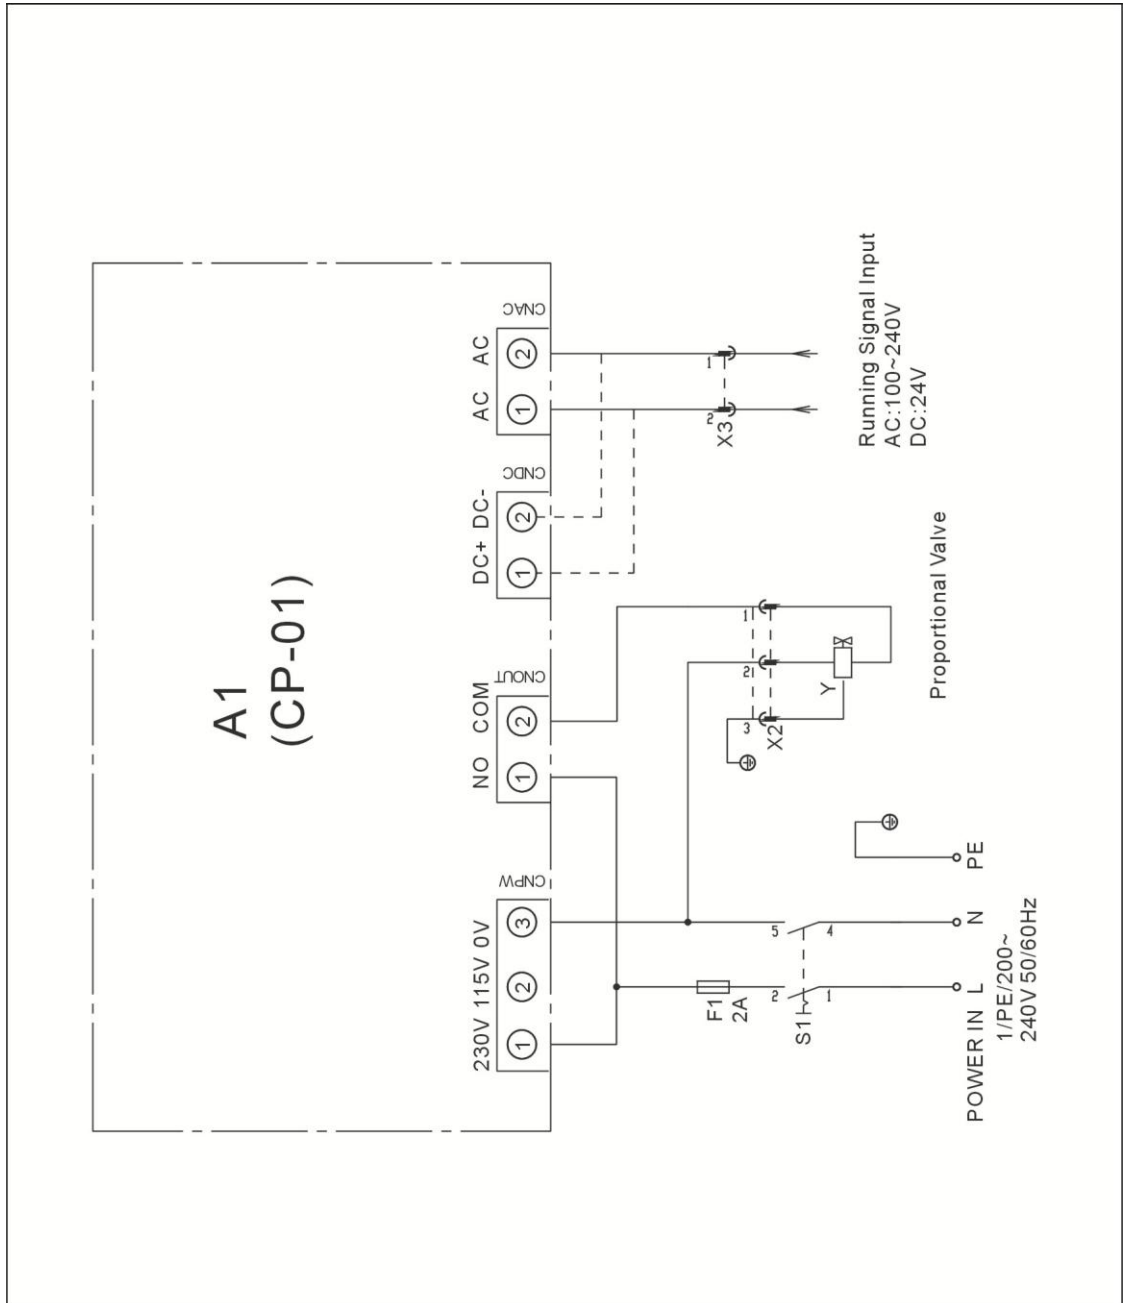 A1
(CP-01)
230V 115V 0V
1 2 3
CNPW
NO COM
1 2
CNOUT
DC+ DC-
1 2
CNDC
AC AC
1 2
CNAC
F1
2A
2 5
S1
1 4
POWER IN L N PE
1/PE/200~
240V 50/60Hz
3 2 1
X2
Y
Proportional Valve
2 1
X3
Running Signal Input
AC:100~240V
DC:24V